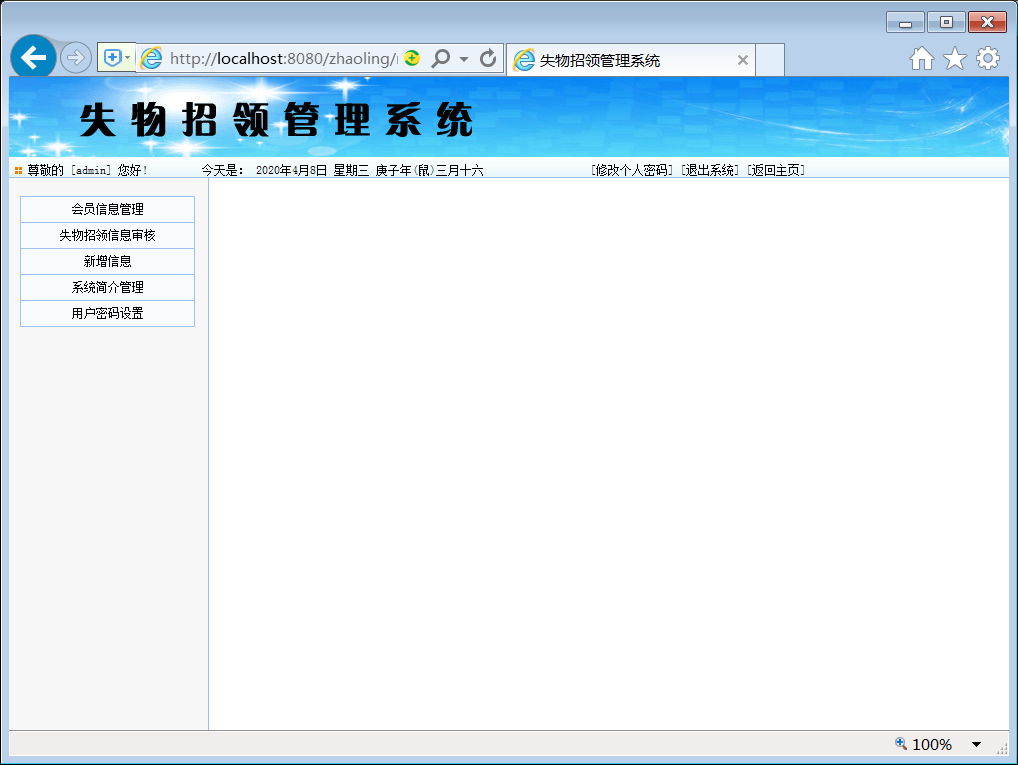 http://localhost:8080/zhaoling/
失物招领管理系统
失物招领管理系统
尊敬的 [admin] 您好! 今天是: 2020年4月8日 星期三 庚子年(鼠)三月十六 [修改个人密码] [退出系统] [返回主页]
会员信息管理
失物招领信息审核
新增信息
系统简介管理
用户密码设置
100%